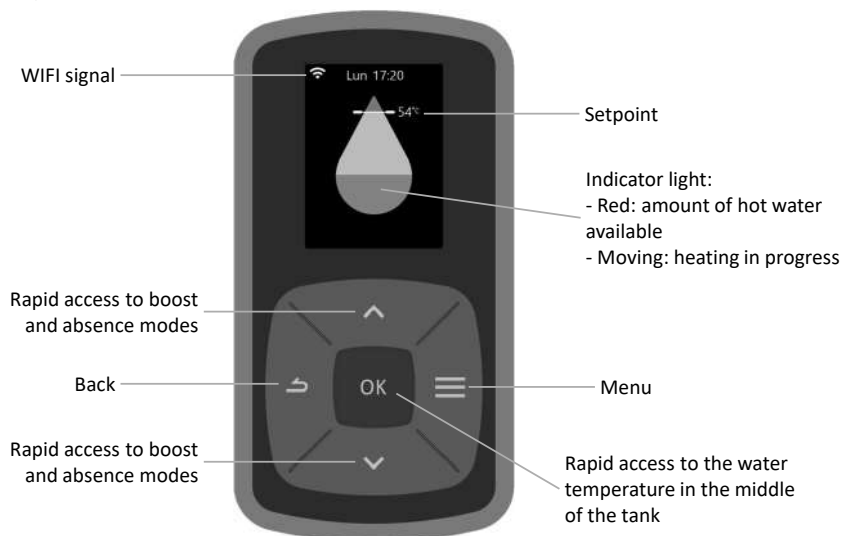 WIFI signal
Lun 17:20
54°c
Setpoint
Indicator light:
- Red: amount of hot water
available
- Moving: heating in progress
Rapid access to boost
and absence modes
Back
OK
Menu
Rapid access to boost
and absence modes
Rapid access to the water
temperature in the middle
of the tank